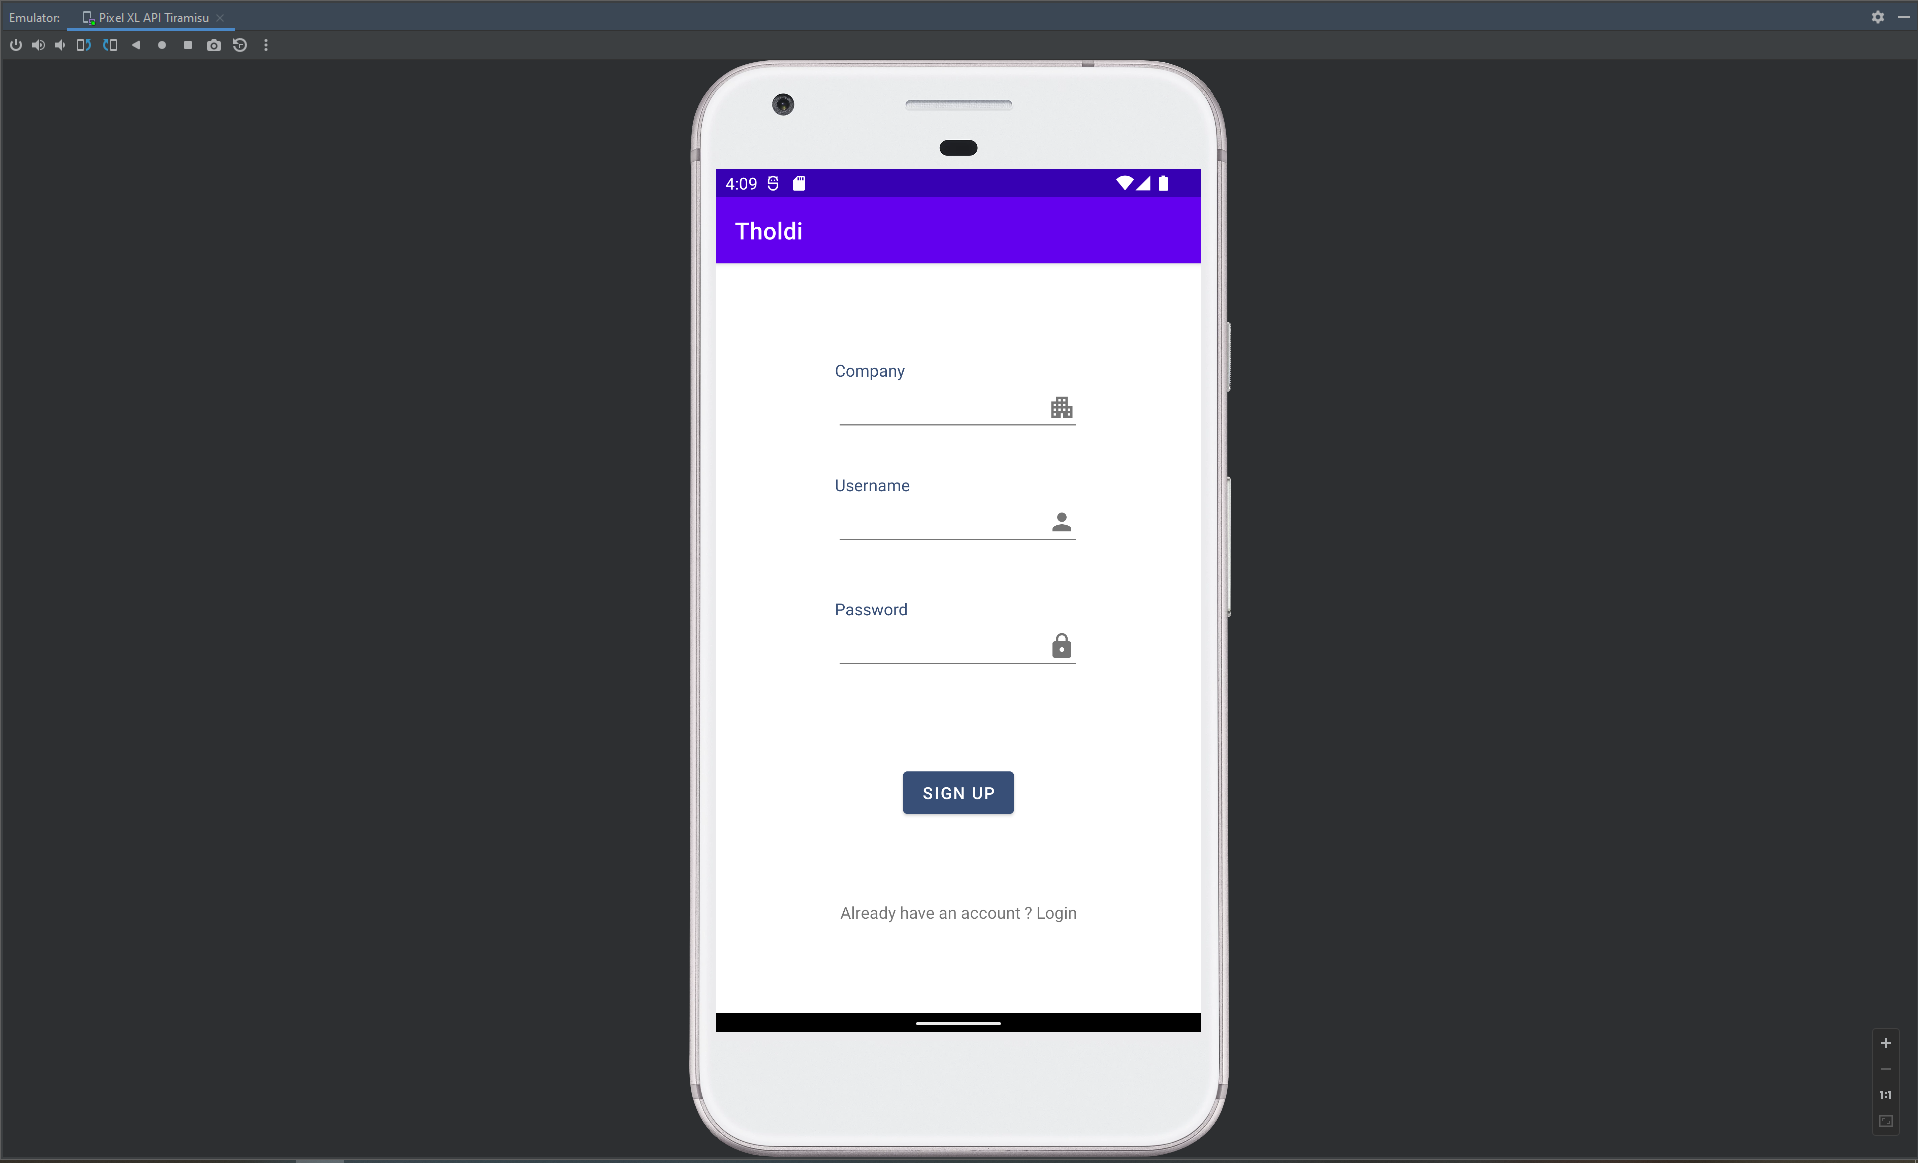 Emulator: Pixel XL API Tiramisu
4:09
Tholdi
Company
Username
Password
SIGN UP
Already have an account ? Login
1:1